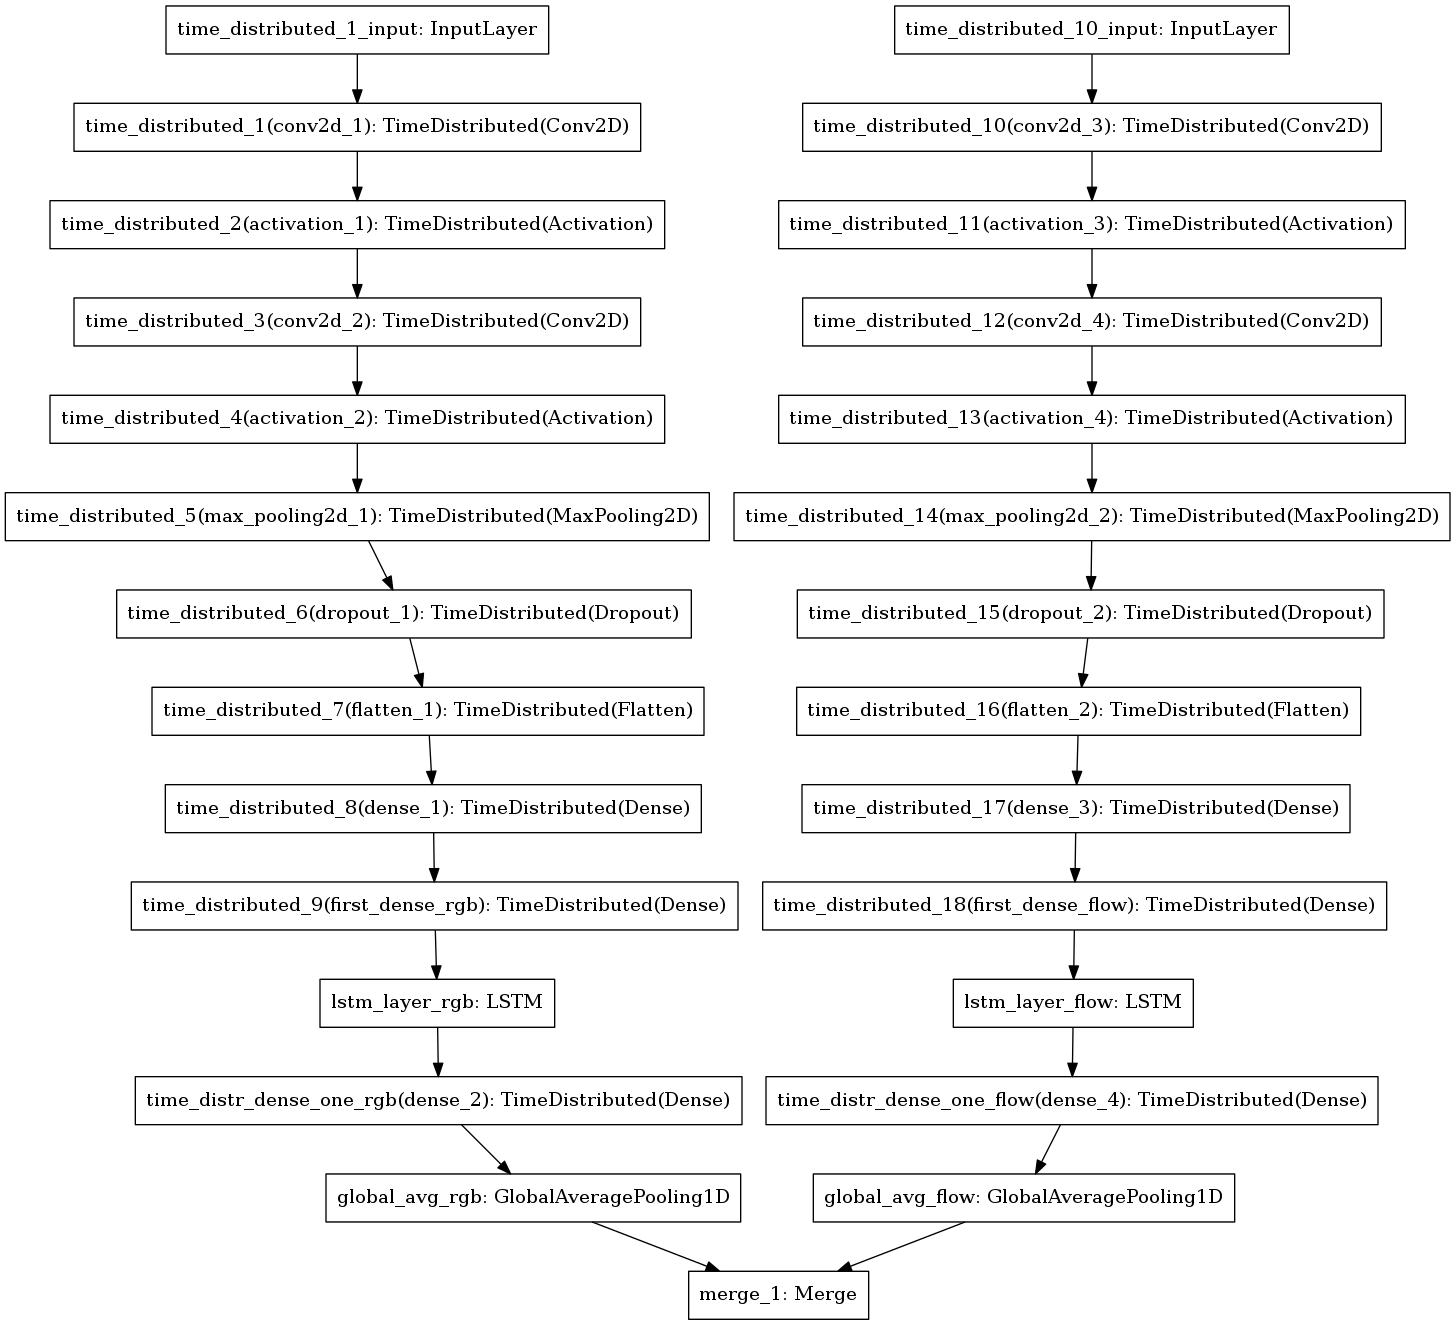 time_distributed_1_input: InputLayer
time_distributed_10_input: InputLayer
time_distributed_1(conv2d_1): TimeDistributed(Conv2D)
time_distributed_10(conv2d_3): TimeDistributed(Conv2D)
time_distributed_2(activation_1): TimeDistributed(Activation)
time_distributed_11(activation_3): TimeDistributed(Activation)
time_distributed_3(conv2d_2): TimeDistributed(Conv2D)
time_distributed_12(conv2d_4): TimeDistributed(Conv2D)
time_distributed_4(activation_2): TimeDistributed(Activation)
time_distributed_13(activation_4): TimeDistributed(Activation)
time_distributed_5(max_pooling2d_1): TimeDistributed(MaxPooling2D)
time_distributed_14(max_pooling2d_2): TimeDistributed(MaxPooling2D)
time_distributed_6(dropout_1): TimeDistributed(Dropout)
time_distributed_15(dropout_2): TimeDistributed(Dropout)
time_distributed_7(flatten_1): TimeDistributed(Flatten)
time_distributed_16(flatten_2): TimeDistributed(Flatten)
time_distributed_8(dense_1): TimeDistributed(Dense)
time_distributed_17(dense_3): TimeDistributed(Dense)
time_distributed_9(first_dense_rgb): TimeDistributed(Dense)
time_distributed_18(first_dense_flow): TimeDistributed(Dense)
lstm_layer_rgb: LSTM
lstm_layer_flow: LSTM
time_distr_dense_one_rgb(dense_2): TimeDistributed(Dense)
time_distr_dense_one_flow(dense_4): TimeDistributed(Dense)
global_avg_rgb: GlobalAveragePooling1D
global_avg_flow: GlobalAveragePooling1D
merge_1: Merge